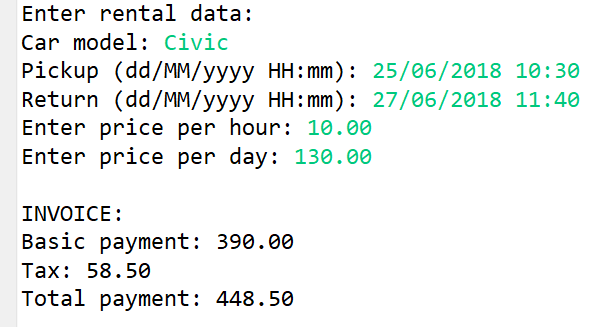 Enter rental data:
Car model: Civic
Pickup (dd/MM/yyyy HH:mm): 25/06/2018 10:30
Return (dd/MM/yyyy HH:mm): 27/06/2018 11:40
Enter price per hour: 10.00
Enter price per day: 130.00

INVOICE:
Basic payment: 390.00
Tax: 58.50
Total payment: 448.50